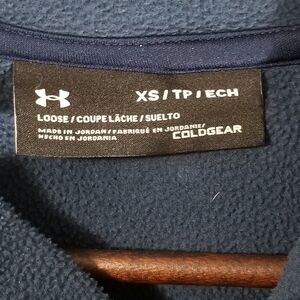 XS / TP / ECH
LOOSE / COUPE LÂCHE / SUELTO
MADE IN JORDAN / FABRIQUÉ EN JORDANIE/
HECHO EN JORDANIA
COLDGEAR